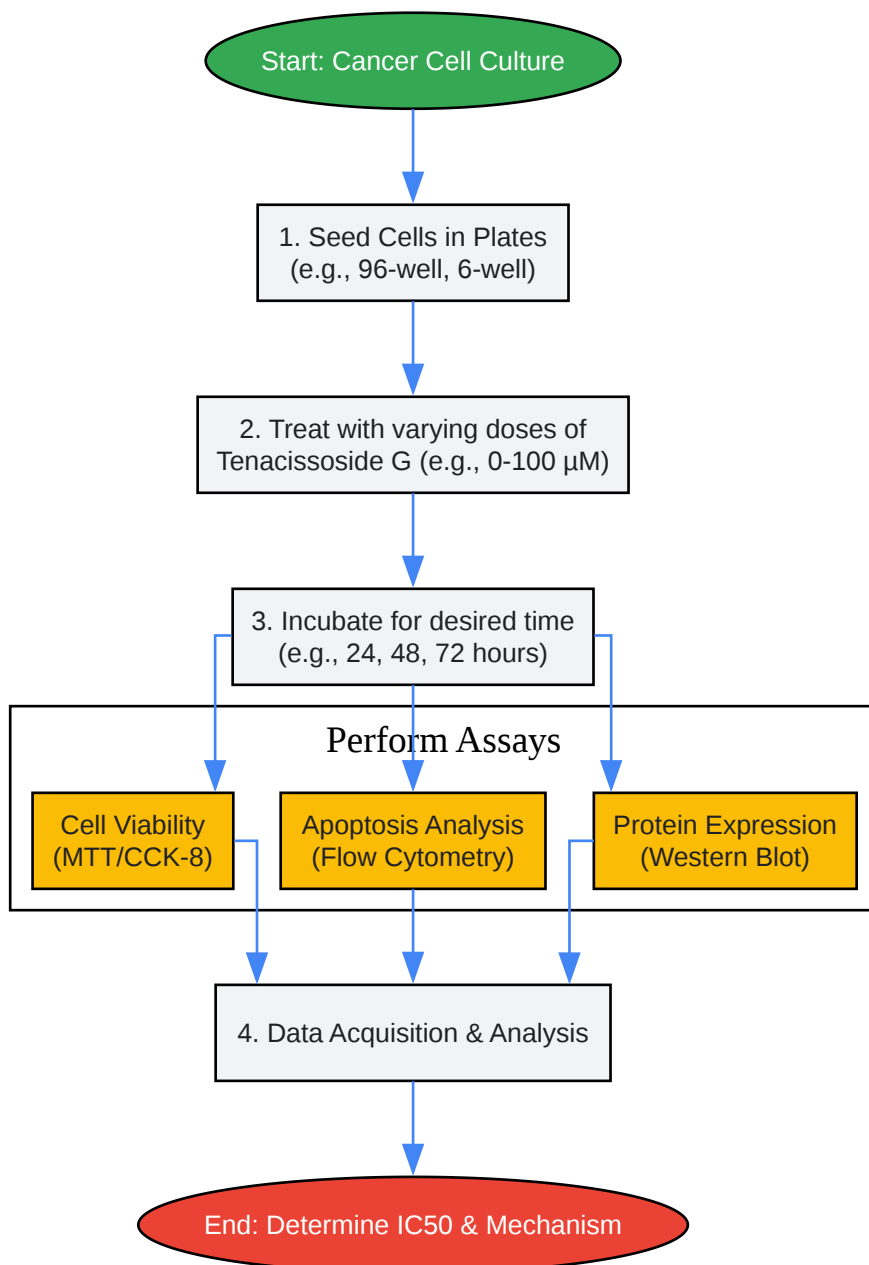 Start: Cancer Cell Culture
1. Seed Cells in Plates
(e.g., 96-well, 6-well)
2. Treat with varying doses of
Tenacissoside G (e.g., 0-100 µM)
3. Incubate for desired time
(e.g., 24, 48, 72 hours)
Perform Assays
Cell Viability
(MTT/CCK-8)
Apoptosis Analysis
(Flow Cytometry)
Protein Expression
(Western Blot)
4. Data Acquisition & Analysis
End: Determine IC50 & Mechanism